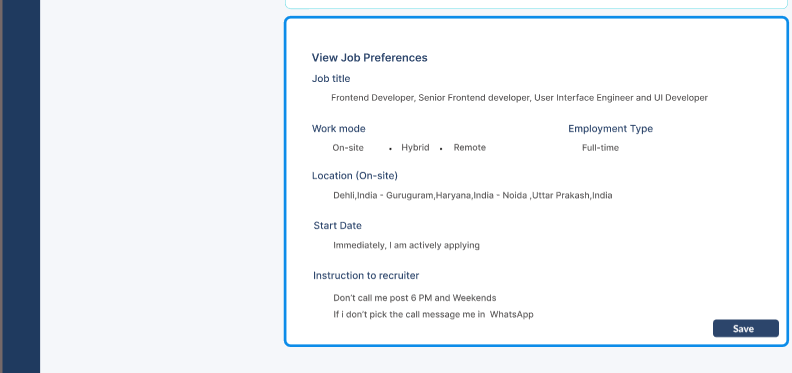 View Job Preferences
Job title
Frontend Developer, Senior Frontend developer, User Interface Engineer and UI Developer
Work mode
Employment Type
On-site • Hybrid • Remote
Full-time
Location (On-site)
Dehli,India - Guruguram,Haryana,India - Noida ,Uttar Prakash,India
Start Date
Immediately, I am actively applying
Instruction to recruiter
Don't call me post 6 PM and Weekends
If i don't pick the call message me in WhatsApp
Save